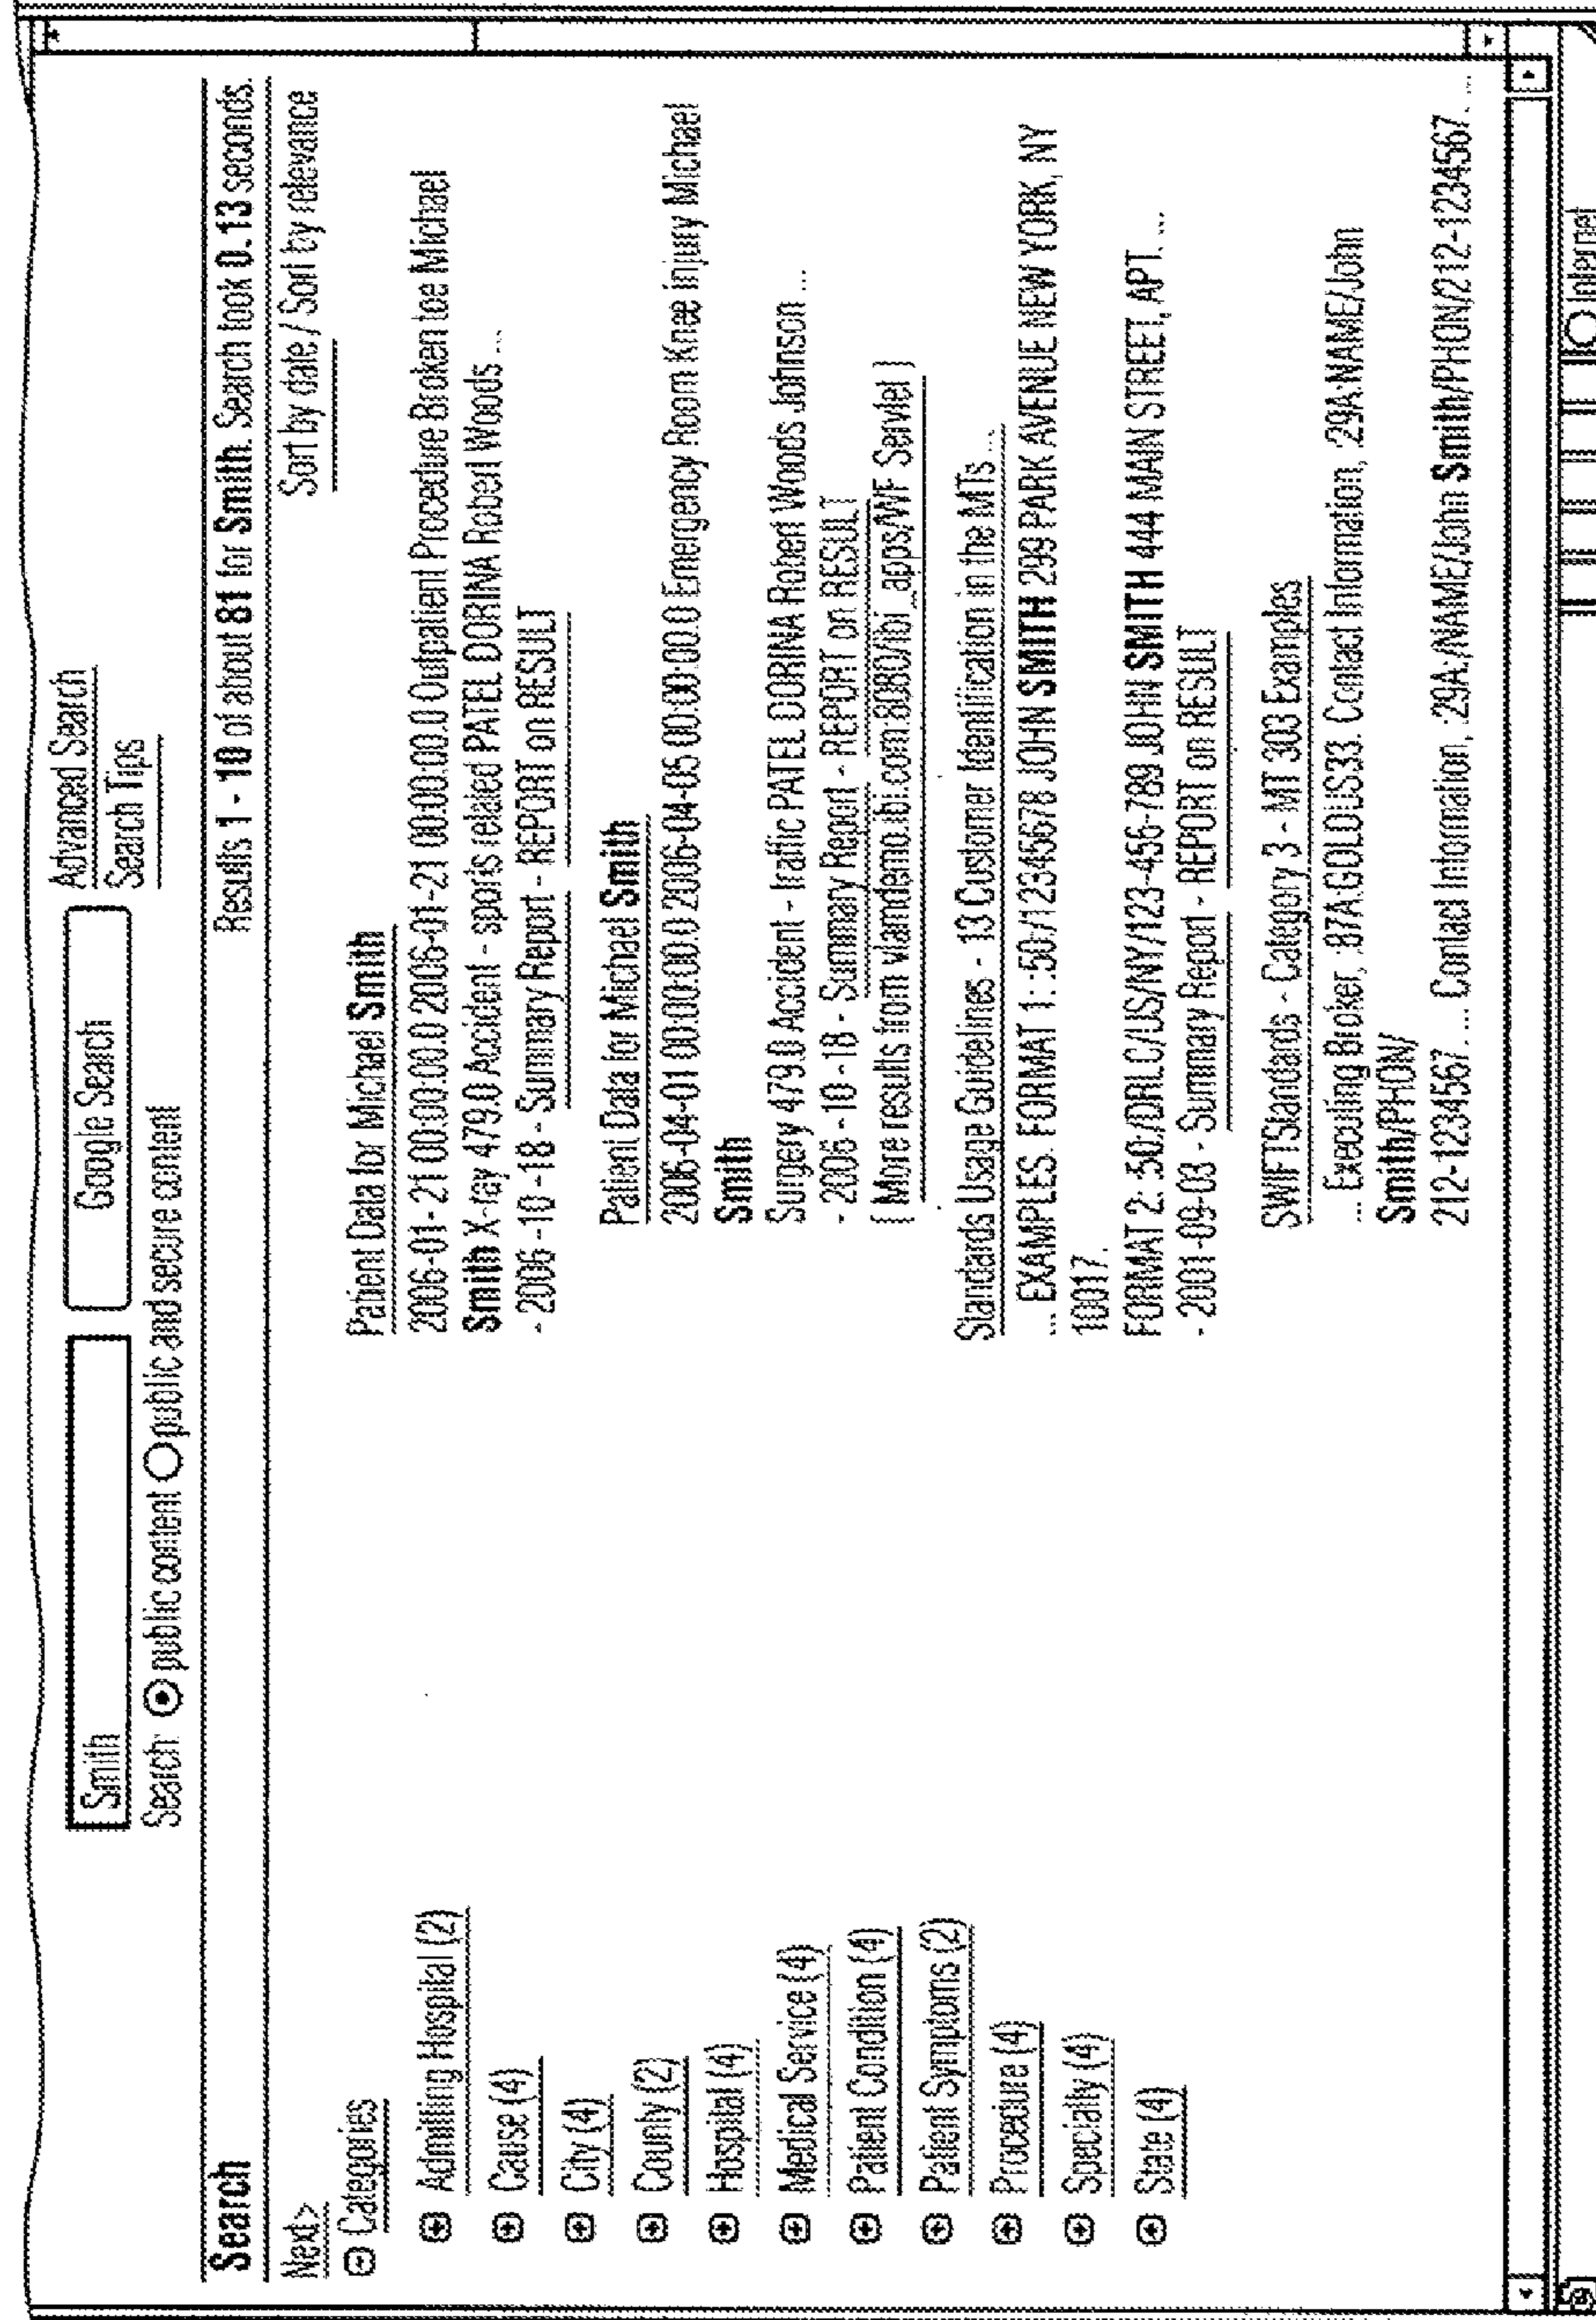 Smith
Google Search
Advanced Search
Search Tips
Search: public content public and secure content
Search
Results 1 - 10 of about 81 for Smith. Search took 0.13 seconds.
Next>
Sort by date / Sort by relevance
Categories
Admitting Hospital (2)
Cause (4)
City (4)
County (2)
Hospital (4)
Medical Service (4)
Patient Condition (4)
Patient Symptoms (2)
Procedure (4)
Specialty (4)
State (4)
Patient Data for Michael Smith
2006-01-21 00:00:00.0 2006-01-21 00:00:00.0 Outpatient Procedure Broken toe Michael
Smith X-ray 479.0 Accident - sports related PATEL DORINA Robert Woods ...
- 2006-10-18 - Summary Report - REPORT on RESULT
Patient Data for Michael Smith
2006-04-01 00:00:00.0 2006-04-05 00:00:00.0 Emergency Room Knee injury Michael
Smith
Surgery 479.0 Accident - traffic PATEL DORINA Robert Woods Johnson ...
- 2006-10-18 - Summary Report - REPORT on RESULT
[ More results from wlamdemo.ibi.com:8080/ibi_apps/WF Servlet ]
Standards Usage Guidelines - 13 Customer Identification in the MTs ...
... EXAMPLES. FORMAT 1: :50:/12345678 JOHN SMITH 299 PARK AVENUE NEW YORK, NY
10017.
FORMAT 2: 50:/DRLC/US/NY/123-456-789 JOHN SMITH 444 MAIN STREET, APT. ...
- 2001-09-03 - Summary Report - REPORT on RESULT
SWIFTStandards - Category 3 - MT 303 Examples
... Executing Broker, :87A:GOLDUS33. Contact Information, :29A:NAME/John
Smith/PHON/
212-1234567. ... Contact Information, :29A:/NAME/John Smith/PHON/212-1234567. ...
Internet